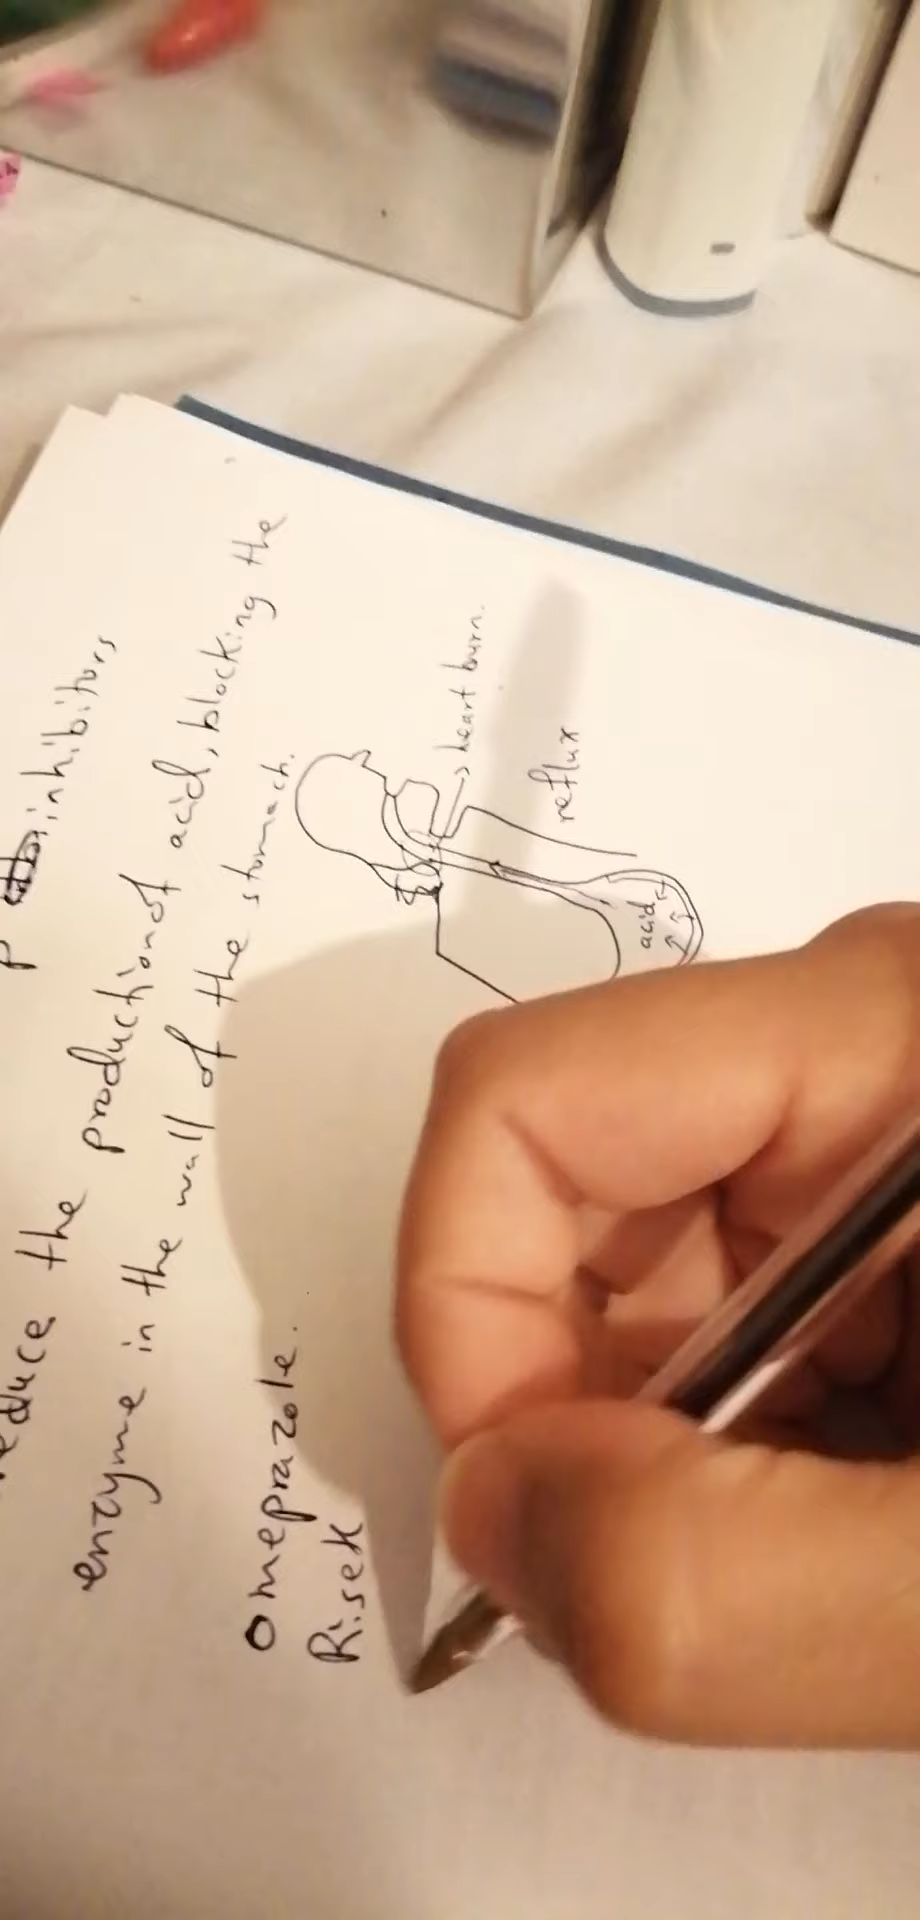 inhibitors
reduce the production of acid, blocking the
enzyme in the wall of the stomach.
heart burn.
reflux
acid
omeprazole.
Risek